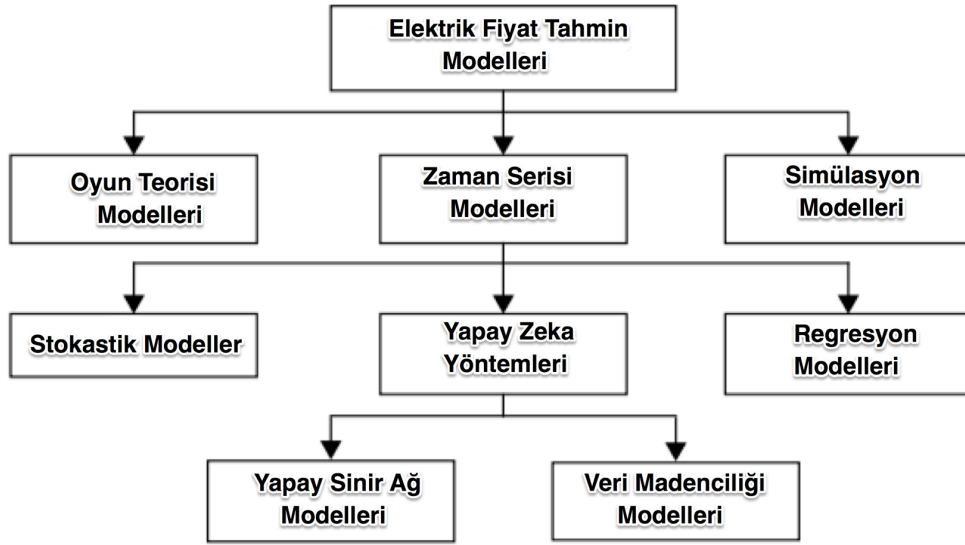 Elektrik Fiyat Tahmin
Modelleri
Oyun Teorisi
Modelleri
Zaman Serisi
Modelleri
Simülasyon
Modelleri
Stokastik Modeller
Yapay Zeka
Yöntemleri
Regresyon
Modelleri
Yapay Sinir Ağ
Modelleri
Veri Madenciliği
Modelleri